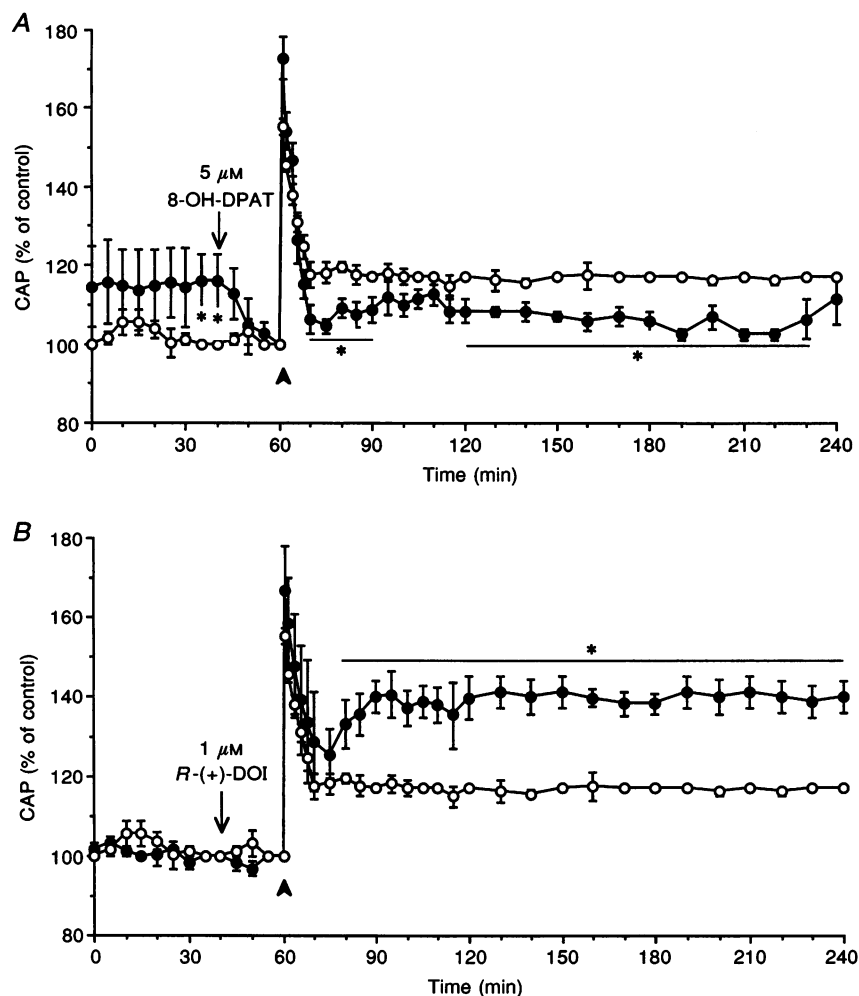 A
CAP (% of control)
180
160
140
120
100
80
5 μM
8-OH-DPAT
* *
*
*
0 30 60 90 120 150 180 210 240
Time (min)
B
CAP (% of control)
180
160
140
120
100
80
1 μM
R-(+)-DOI
*
0 30 60 90 120 150 180 210 240
Time (min)